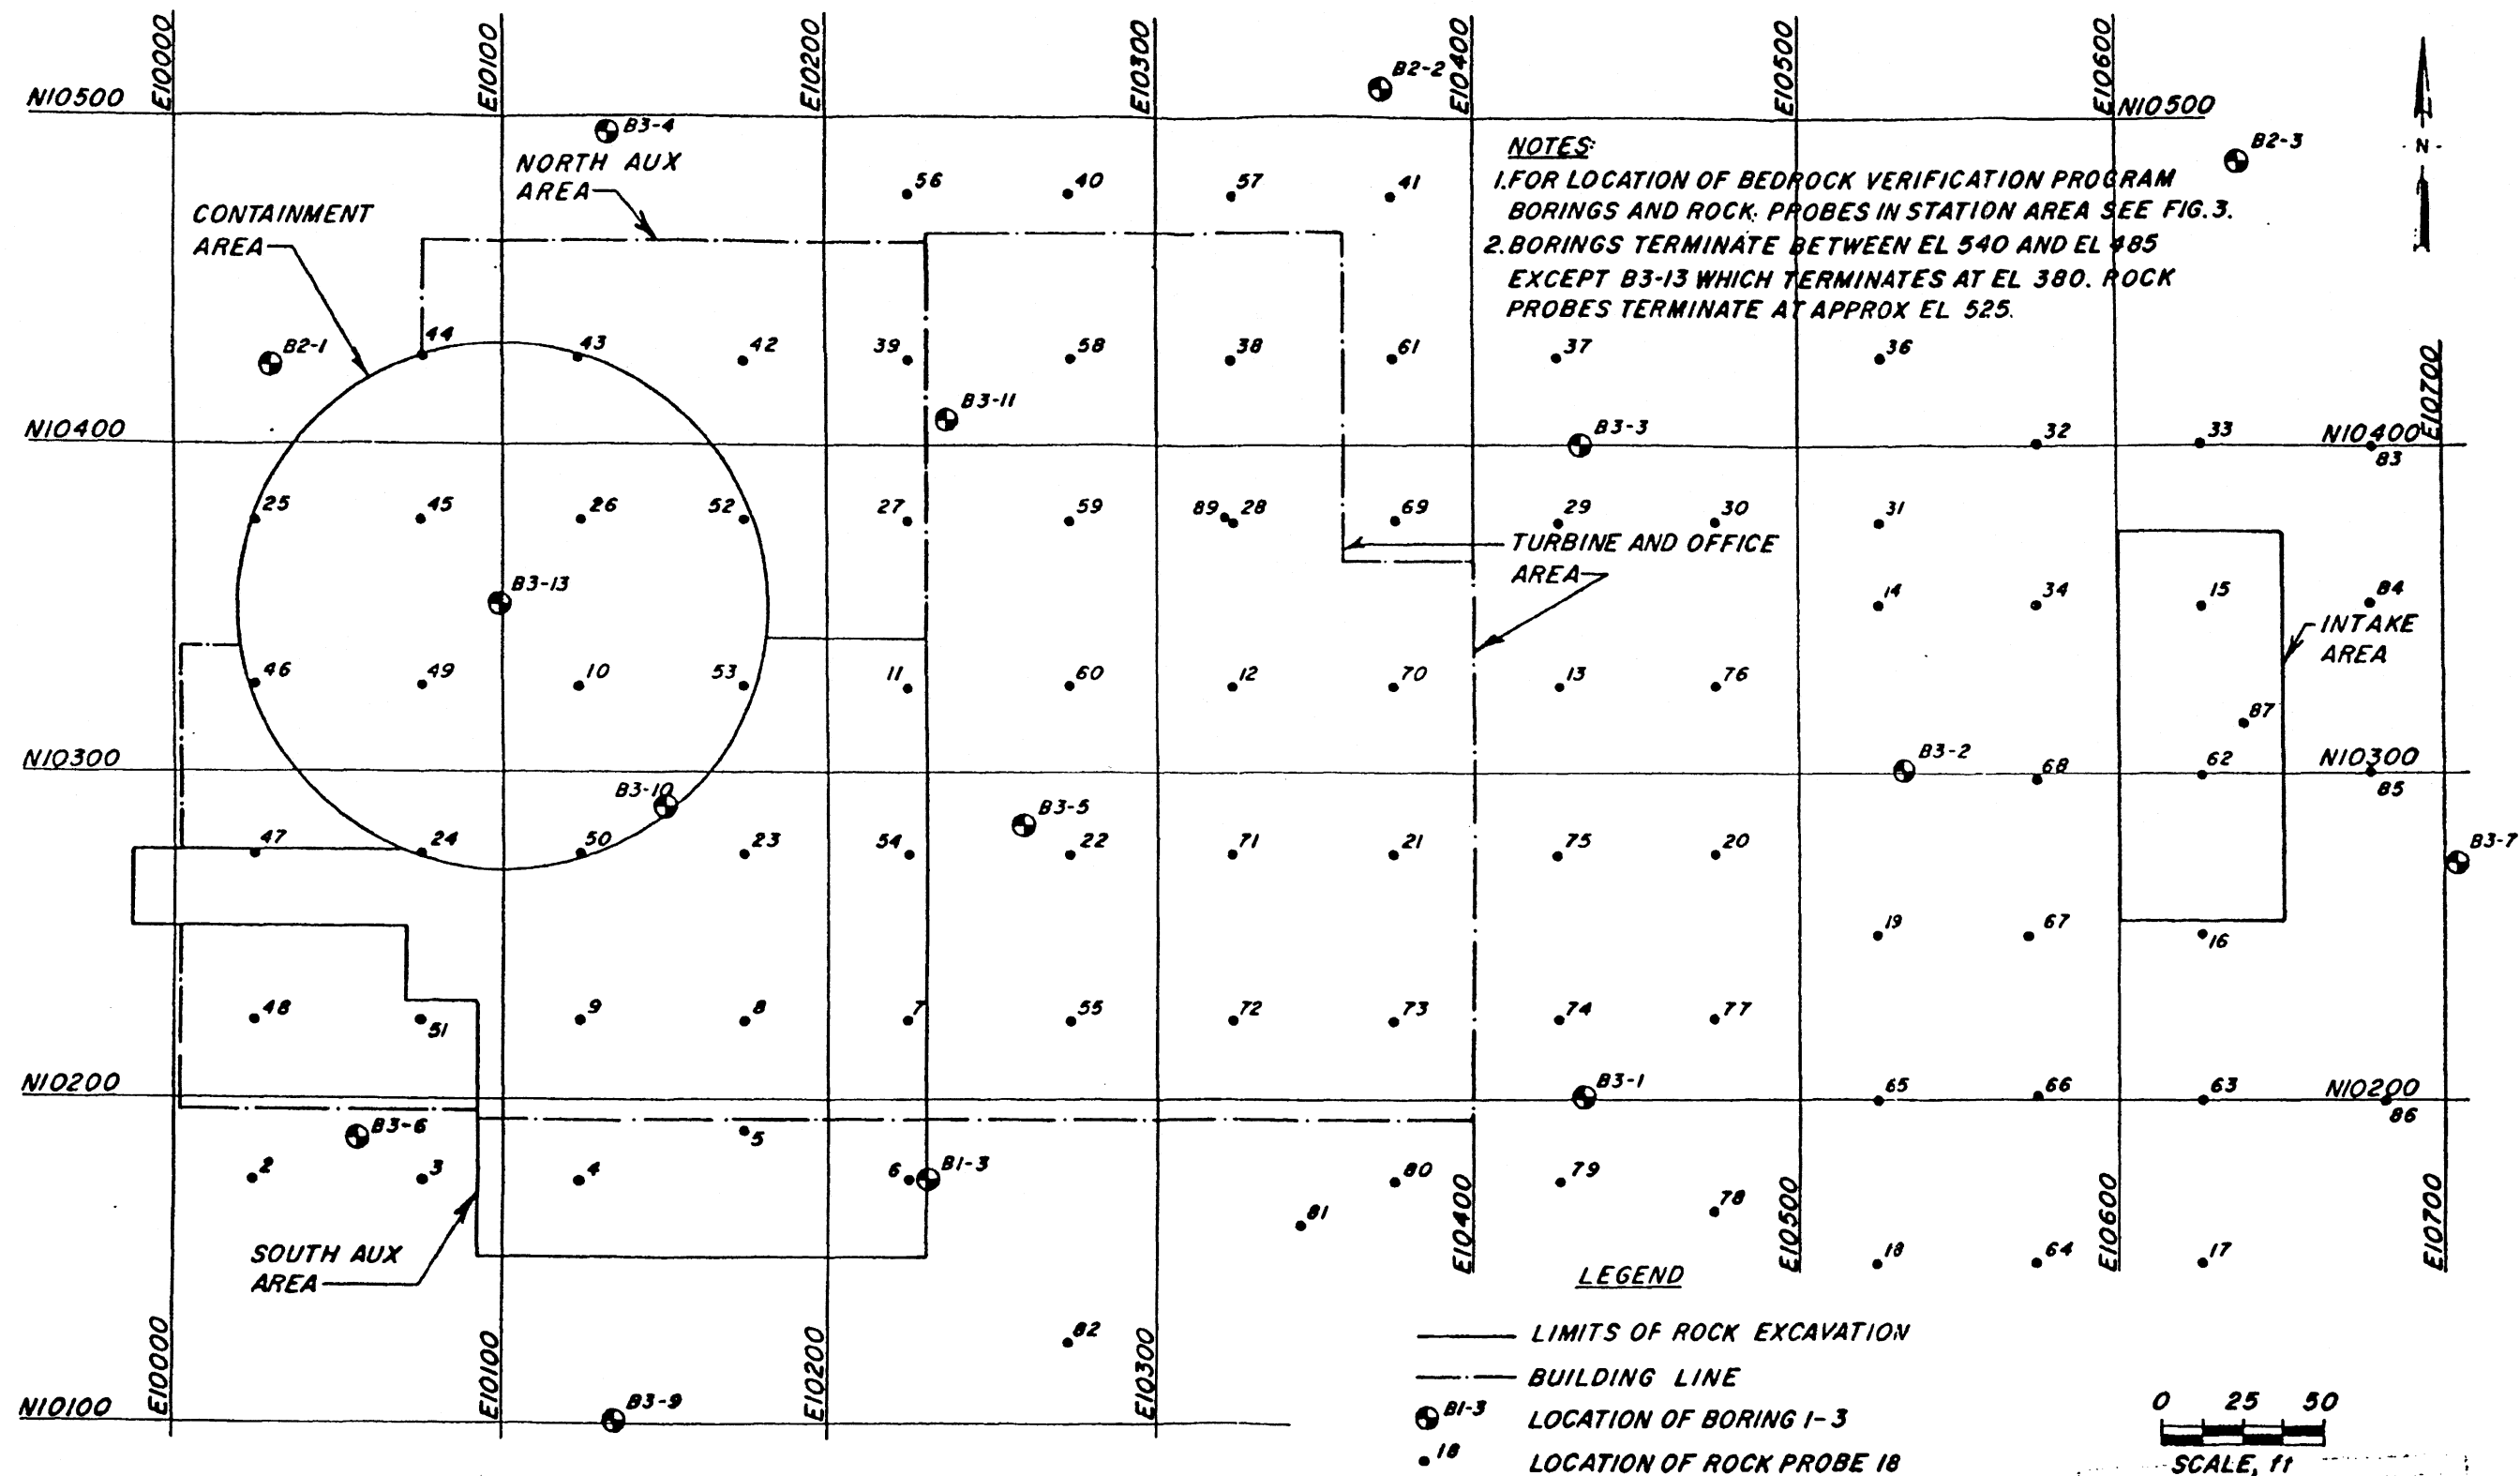 E10000
E10100
E10200
E10300
E10400
E10500
E10600
B2-2
N10500
N10500
B3-4
B2-3
N
NORTH AUX
AREA
NOTES:
1. FOR LOCATION OF BEDROCK VERIFICATION PROGRAM
BORINGS AND ROCK PROBES IN STATION AREA SEE FIG. 3.
2. BORINGS TERMINATE BETWEEN EL 540 AND EL 485
EXCEPT B3-13 WHICH TERMINATES AT EL 380. ROCK
PROBES TERMINATE AT APPROX EL 525.
56
40
57
41
CONTAINMENT
AREA
B2-1
44
43
42
39
58
38
61
37
36
E10700
B3-11
N10400
B3-3
32
33
N10400
83
25
45
26
52
27
59
89
28
69
29
30
31
TURBINE AND OFFICE
AREA
B3-13
14
34
15
84
INTAKE
AREA
46
49
10
53
11
60
12
70
13
76
87
N10300
B3-2
68
62
N10300
85
B3-10
B3-5
47
24
50
23
54
22
71
21
75
20
B3-7
19
67
16
48
51
9
8
7
55
72
73
74
77
N10200
B3-1
65
66
63
N10200
86
B3-6
5
2
3
4
6
B1-3
80
79
78
81
E10400
E10500
E10600
E10700
SOUTH AUX
AREA
18
64
17
LEGEND
82
LIMITS OF ROCK EXCAVATION
BUILDING LINE
B1-3 LOCATION OF BORING 1-3
18 LOCATION OF ROCK PROBE 18
E10000
E10100
E10200
E10300
N10100
B3-9
0 25 50
SCALE, ft